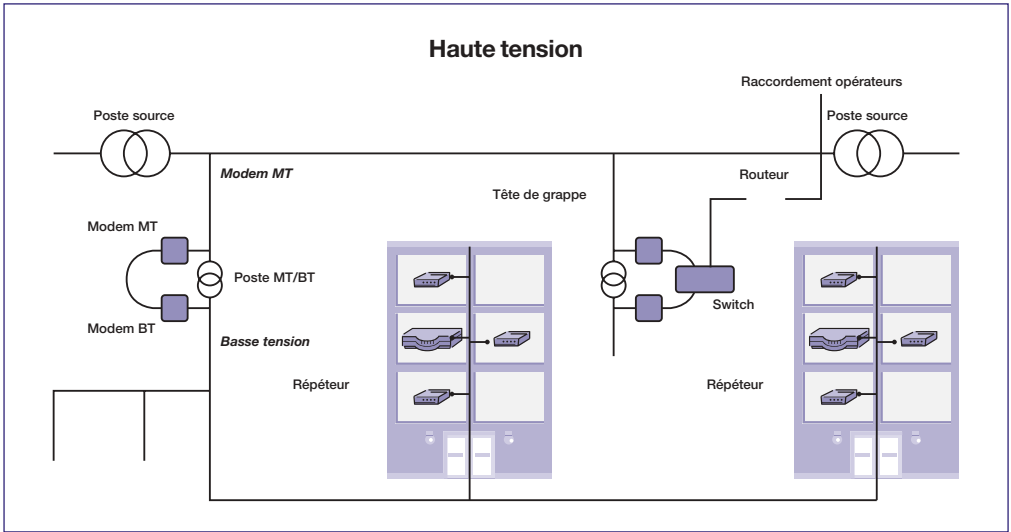 Haute tension
Raccordement opérateurs
Poste source
Poste source
Modem MT
Routeur
Tête de grappe
Modem MT
Poste MT/BT
Switch
Modem BT
Basse tension
Répéteur
Répéteur